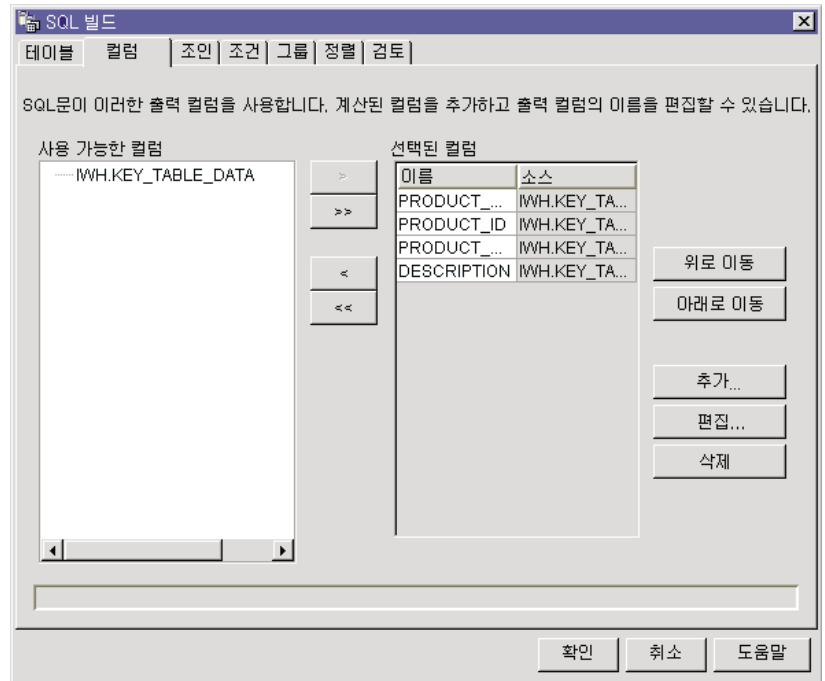 SQL 빌드
테이블 컬럼 조인 조건 그룹 정렬 검토
SQL문이 이러한 출력 컬럼을 사용합니다. 계산된 컬럼을 추가하고 출력 컬럼의 이름을 편집할 수 있습니다.
사용 가능한 컬럼
IWH.KEY_TABLE_DATA
>
>>
<
<<
선택된 컬럼
이름 소스
PRODUCT_... IWH.KEY_TA...
PRODUCT_ID IWH.KEY_TA...
PRODUCT_... IWH.KEY_TA...
DESCRIPTION IWH.KEY_TA...
위로 이동
아래로 이동
추가...
편집...
삭제
확인 취소 도움말